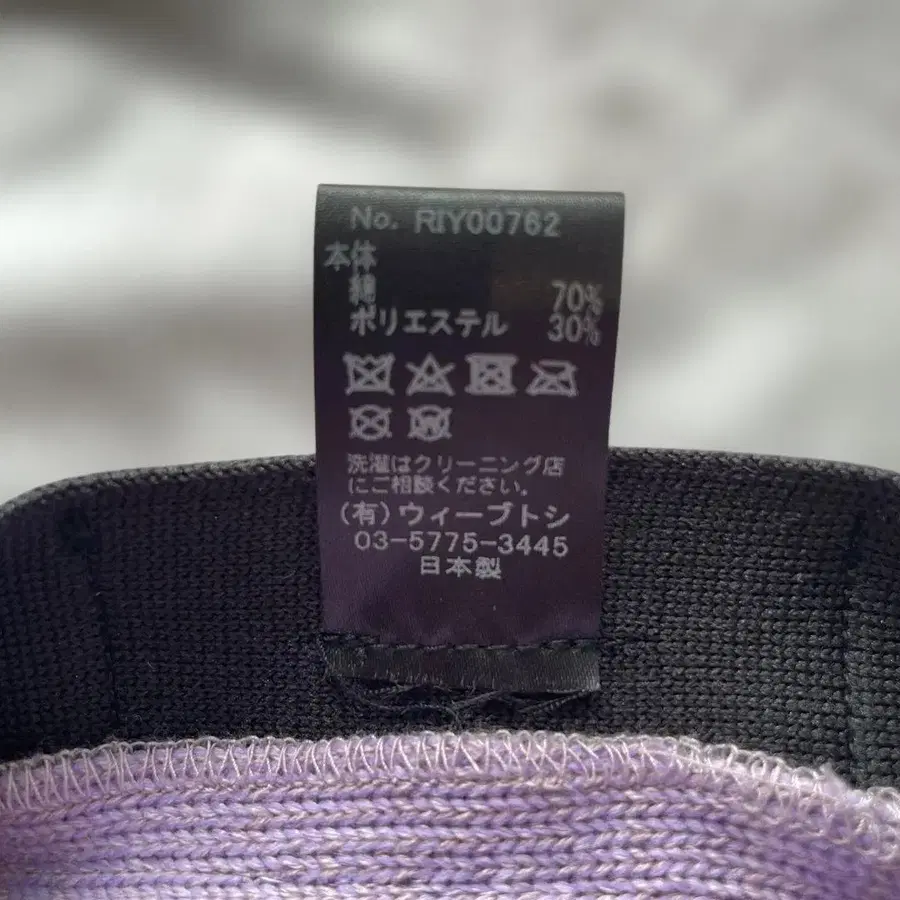 No. RIY00762
本体
綿 70%
ポリエステル 30%
洗濯はクリーニング店
にご相談ください。
(有)ウィーブトシ
03-5775-3445
日本製